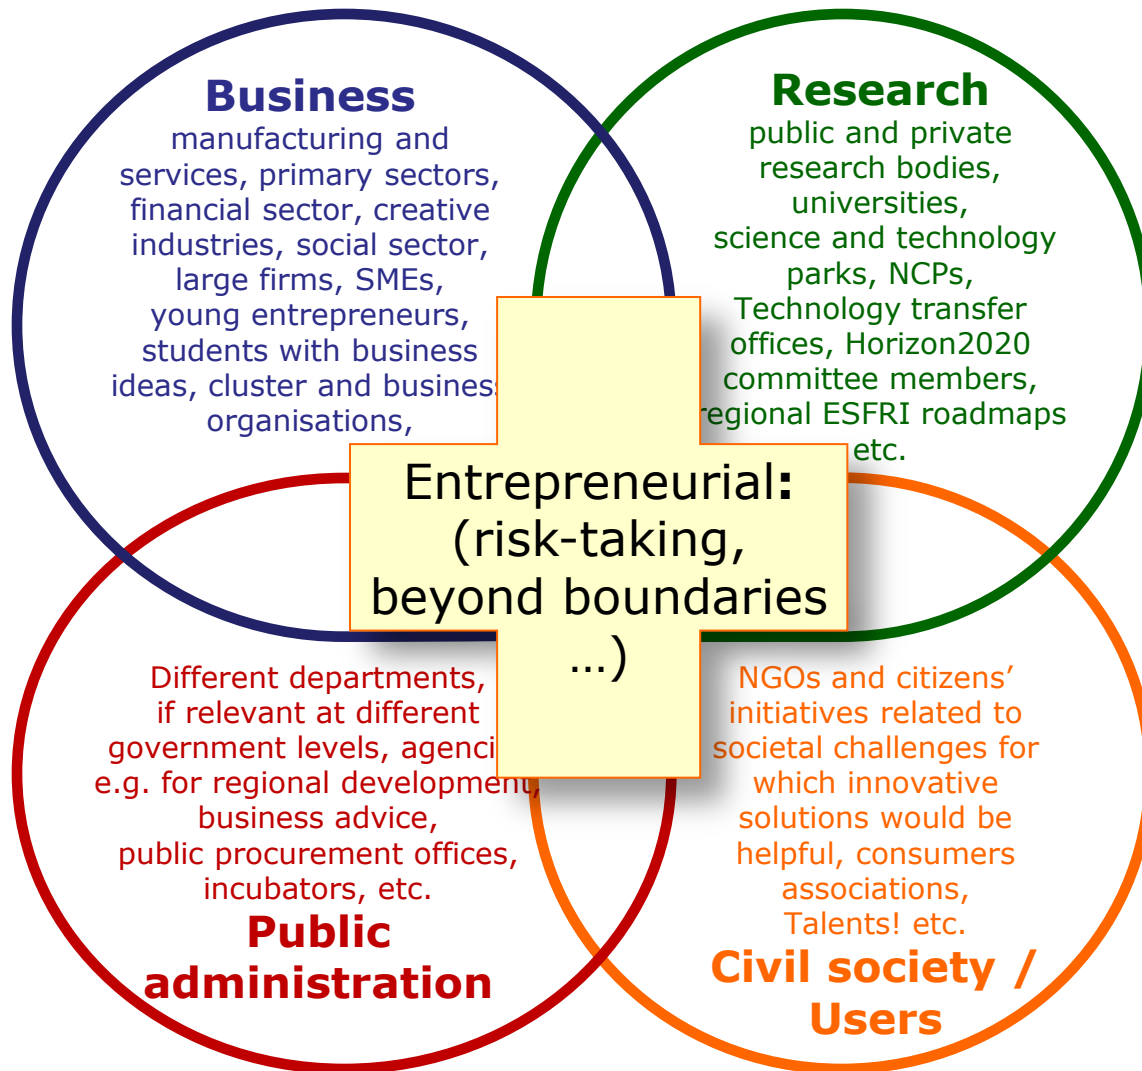 Business
manufacturing and
services, primary sectors,
financial sector, creative
industries, social sector,
large firms, SMEs,
young entrepreneurs,
students with business
ideas, cluster and business
organisations,
Research
public and private
research bodies,
universities,
science and technology
parks, NCPs,
Technology transfer
offices, Horizon2020
committee members,
regional ESFRI roadmaps
etc.
Entrepreneurial:
(risk-taking,
beyond boundaries
…)
Different departments,
if relevant at different
government levels,
e.g. for regional development,
business advice,
public procurement offices,
incubators, etc.
Public
administration
NGOs and citizens’
initiatives related to
societal challenges for
which innovative
solutions would be
helpful, consumers
associations,
Talents! etc.
Civil society /
Users